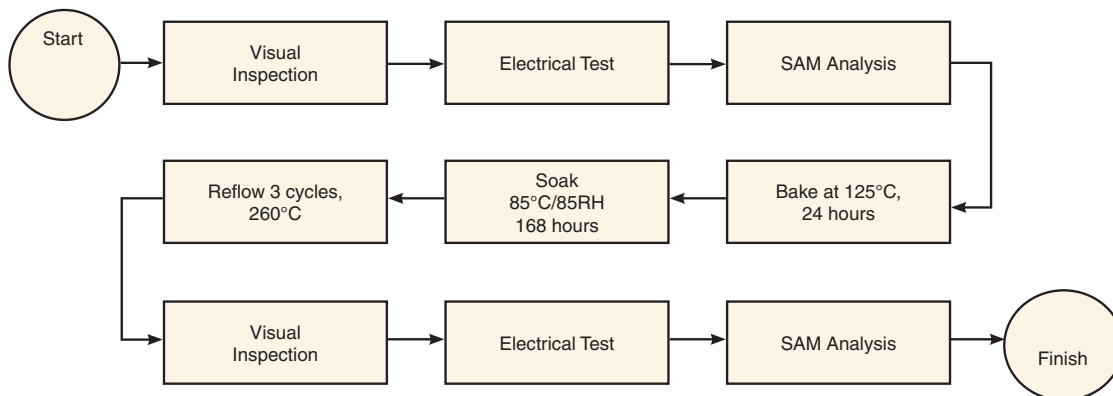 Start
Visual
Inspection
Electrical Test
SAM Analysis
Bake at 125°C,
24 hours
Soak
85°C/85RH
168 hours
Reflow 3 cycles,
260°C
Visual
Inspection
Electrical Test
SAM Analysis
Finish